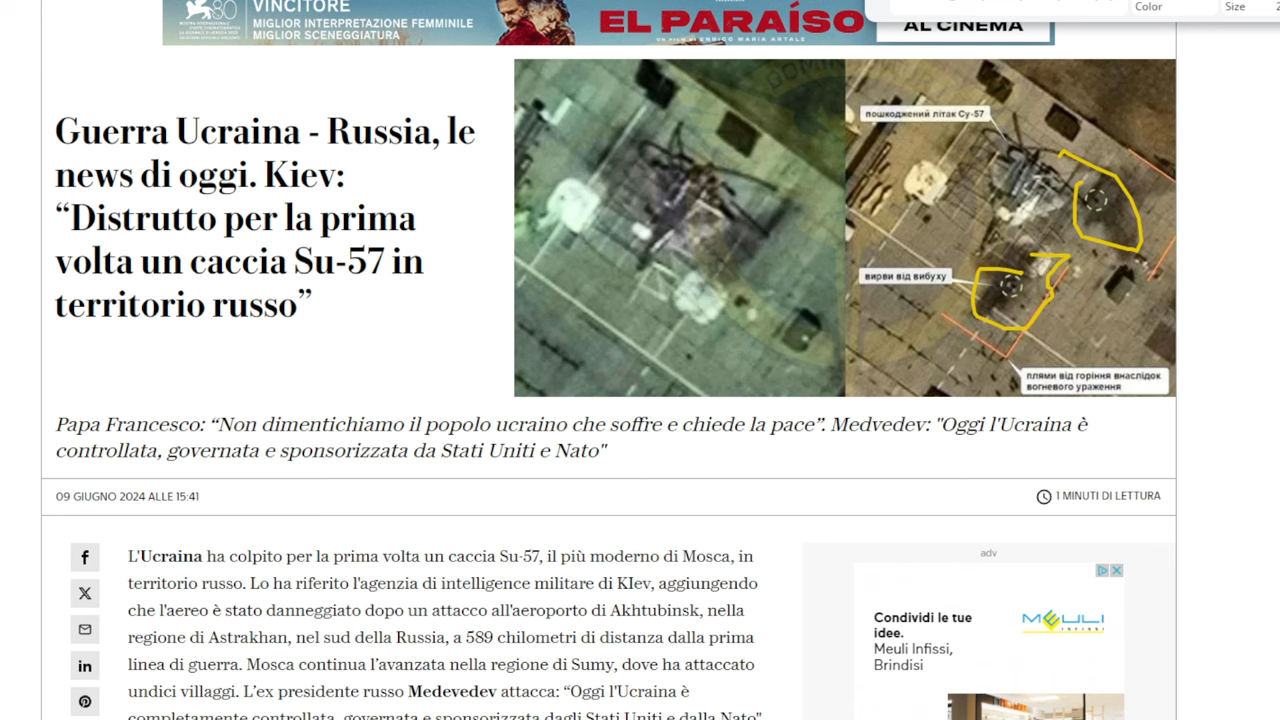 80
VINCITORE
MIGLIOR INTERPRETAZIONE FEMMINILE
MIGLIOR SCENEGGIATURA
EL PARAÍSO
UN FILM DI ENRICO MARIA ARTALE
AL CINEMA
Color
Size
2
Guerra Ucraina - Russia, le
news di oggi. Kiev:
“Distrutto per la prima
volta un caccia Su-57 in
territorio russo”
пошкоджений літак Су-57
вирви від вибуху
плями від горіння внаслідок
вогневого ураження
Papa Francesco: “Non dimentichiamo il popolo ucraino che soffre e chiede la pace”. Medvedev: "Oggi l'Ucraina è
controllata, governata e sponsorizzata da Stati Uniti e Nato"
09 GIUGNO 2024 ALLE 15:41
1 MINUTI DI LETTURA
L'Ucraina ha colpito per la prima volta un caccia Su-57, il più moderno di Mosca, in
territorio russo. Lo ha riferito l'agenzia di intelligence militare di KIev, aggiungendo
che l'aereo è stato danneggiato dopo un attacco all'aeroporto di Akhtubinsk, nella
regione di Astrakhan, nel sud della Russia, a 589 chilometri di distanza dalla prima
linea di guerra. Mosca continua l’avanzata nella regione di Sumy, dove ha attaccato
undici villaggi. L’ex presidente russo Medevedev attacca: “Oggi l'Ucraina è
completamente controllata, governata e sponsorizzata dagli Stati Uniti e dalla Nato"
adv
Condividi le tue
idee.
Meuli Infissi,
Brindisi
MEULI
INFISSI